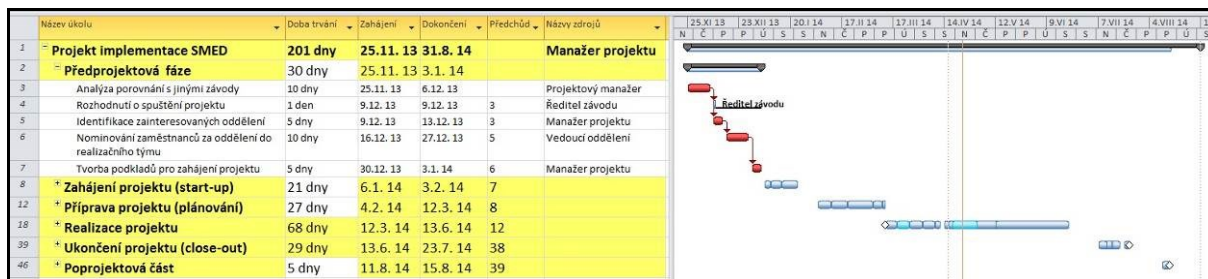 Název úkolu Doba trvání Zahájení Dokončení Předchůd Názvy zdrojů 25.XI 13 23.XII 13 20.I 14 17.II 14 17.III 14 14.IV 14 12.V 14 9.VI 14 7.VII 14 4.VIII 14
N Č P P Ú S S N Č P P Ú S S N Č P P Ú S
1 Projekt implementace SMED 201 dny 25.11. 13 31.8. 14 Manažer projektu
2 Předprojektová fáze 30 dny 25.11. 13 3.1. 14
3 Analýza porovnání s jinými závody 10 dny 25.11. 13 6.12. 13 Projektový manažer
4 Rozhodnutí o spuštění projektu 1 den 9.12. 13 9.12. 13 3 Ředitel závodu Ředitel závodu
5 Identifikace zainteresovaných oddělení 5 dny 9.12. 13 13.12. 13 3 Manažer projektu
6 Nominování zaměstnanců za oddělení do 10 dny 16.12. 13 27.12. 13 5 Vedoucí oddělení
realizačního týmu
7 Tvorba podkladů pro zahájení projektu 5 dny 30.12. 13 3.1. 14 6 Manažer projektu
8 Zahájení projektu (start-up) 21 dny 6.1. 14 3.2. 14 7
12 Příprava projektu (plánování) 27 dny 4.2. 14 12.3. 14 8
18 Realizace projektu 68 dny 12.3. 14 13.6. 14 12
39 Ukončení projektu (close-out) 29 dny 13.6. 14 23.7. 14 38
46 Poprojektová část 5 dny 11.8. 14 15.8. 14 39